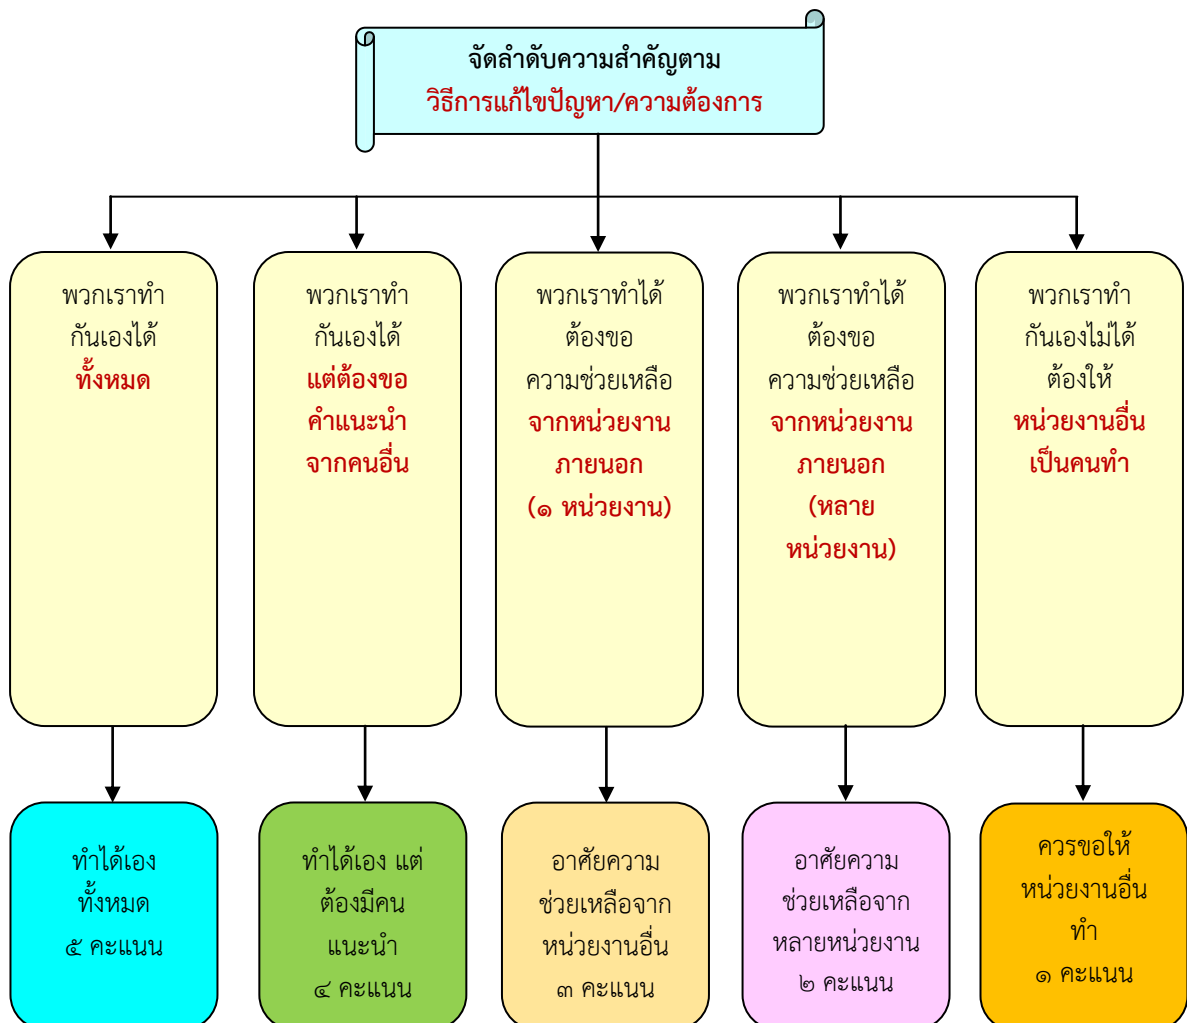 จัดลำดับความสำคัญตาม
วิธีการแก้ไขปัญหา/ความต้องการ
พวกเราทำ
กันเองได้
ทั้งหมด
พวกเราทำ
กันเองได้
แต่ต้องขอ
คำแนะนำ
จากคนอื่น
พวกเราทำได้
ต้องขอ
ความช่วยเหลือ
จากหน่วยงาน
ภายนอก
(๑ หน่วยงาน)
พวกเราทำได้
ต้องขอ
ความช่วยเหลือ
จากหน่วยงาน
ภายนอก
(หลาย
หน่วยงาน)
พวกเราทำ
กันเองไม่ได้
ต้องให้
หน่วยงานอื่น
เป็นคนทำ
ทำได้เอง
ทั้งหมด
๕ คะแนน
ทำได้เอง แต่
ต้องมีคน
แนะนำ
๔ คะแนน
อาศัยความ
ช่วยเหลือจาก
หน่วยงานอื่น
๓ คะแนน
อาศัยความ
ช่วยเหลือจาก
หลายหน่วยงาน
๒ คะแนน
ควรขอให้
หน่วยงานอื่น
ทำ
๑ คะแนน